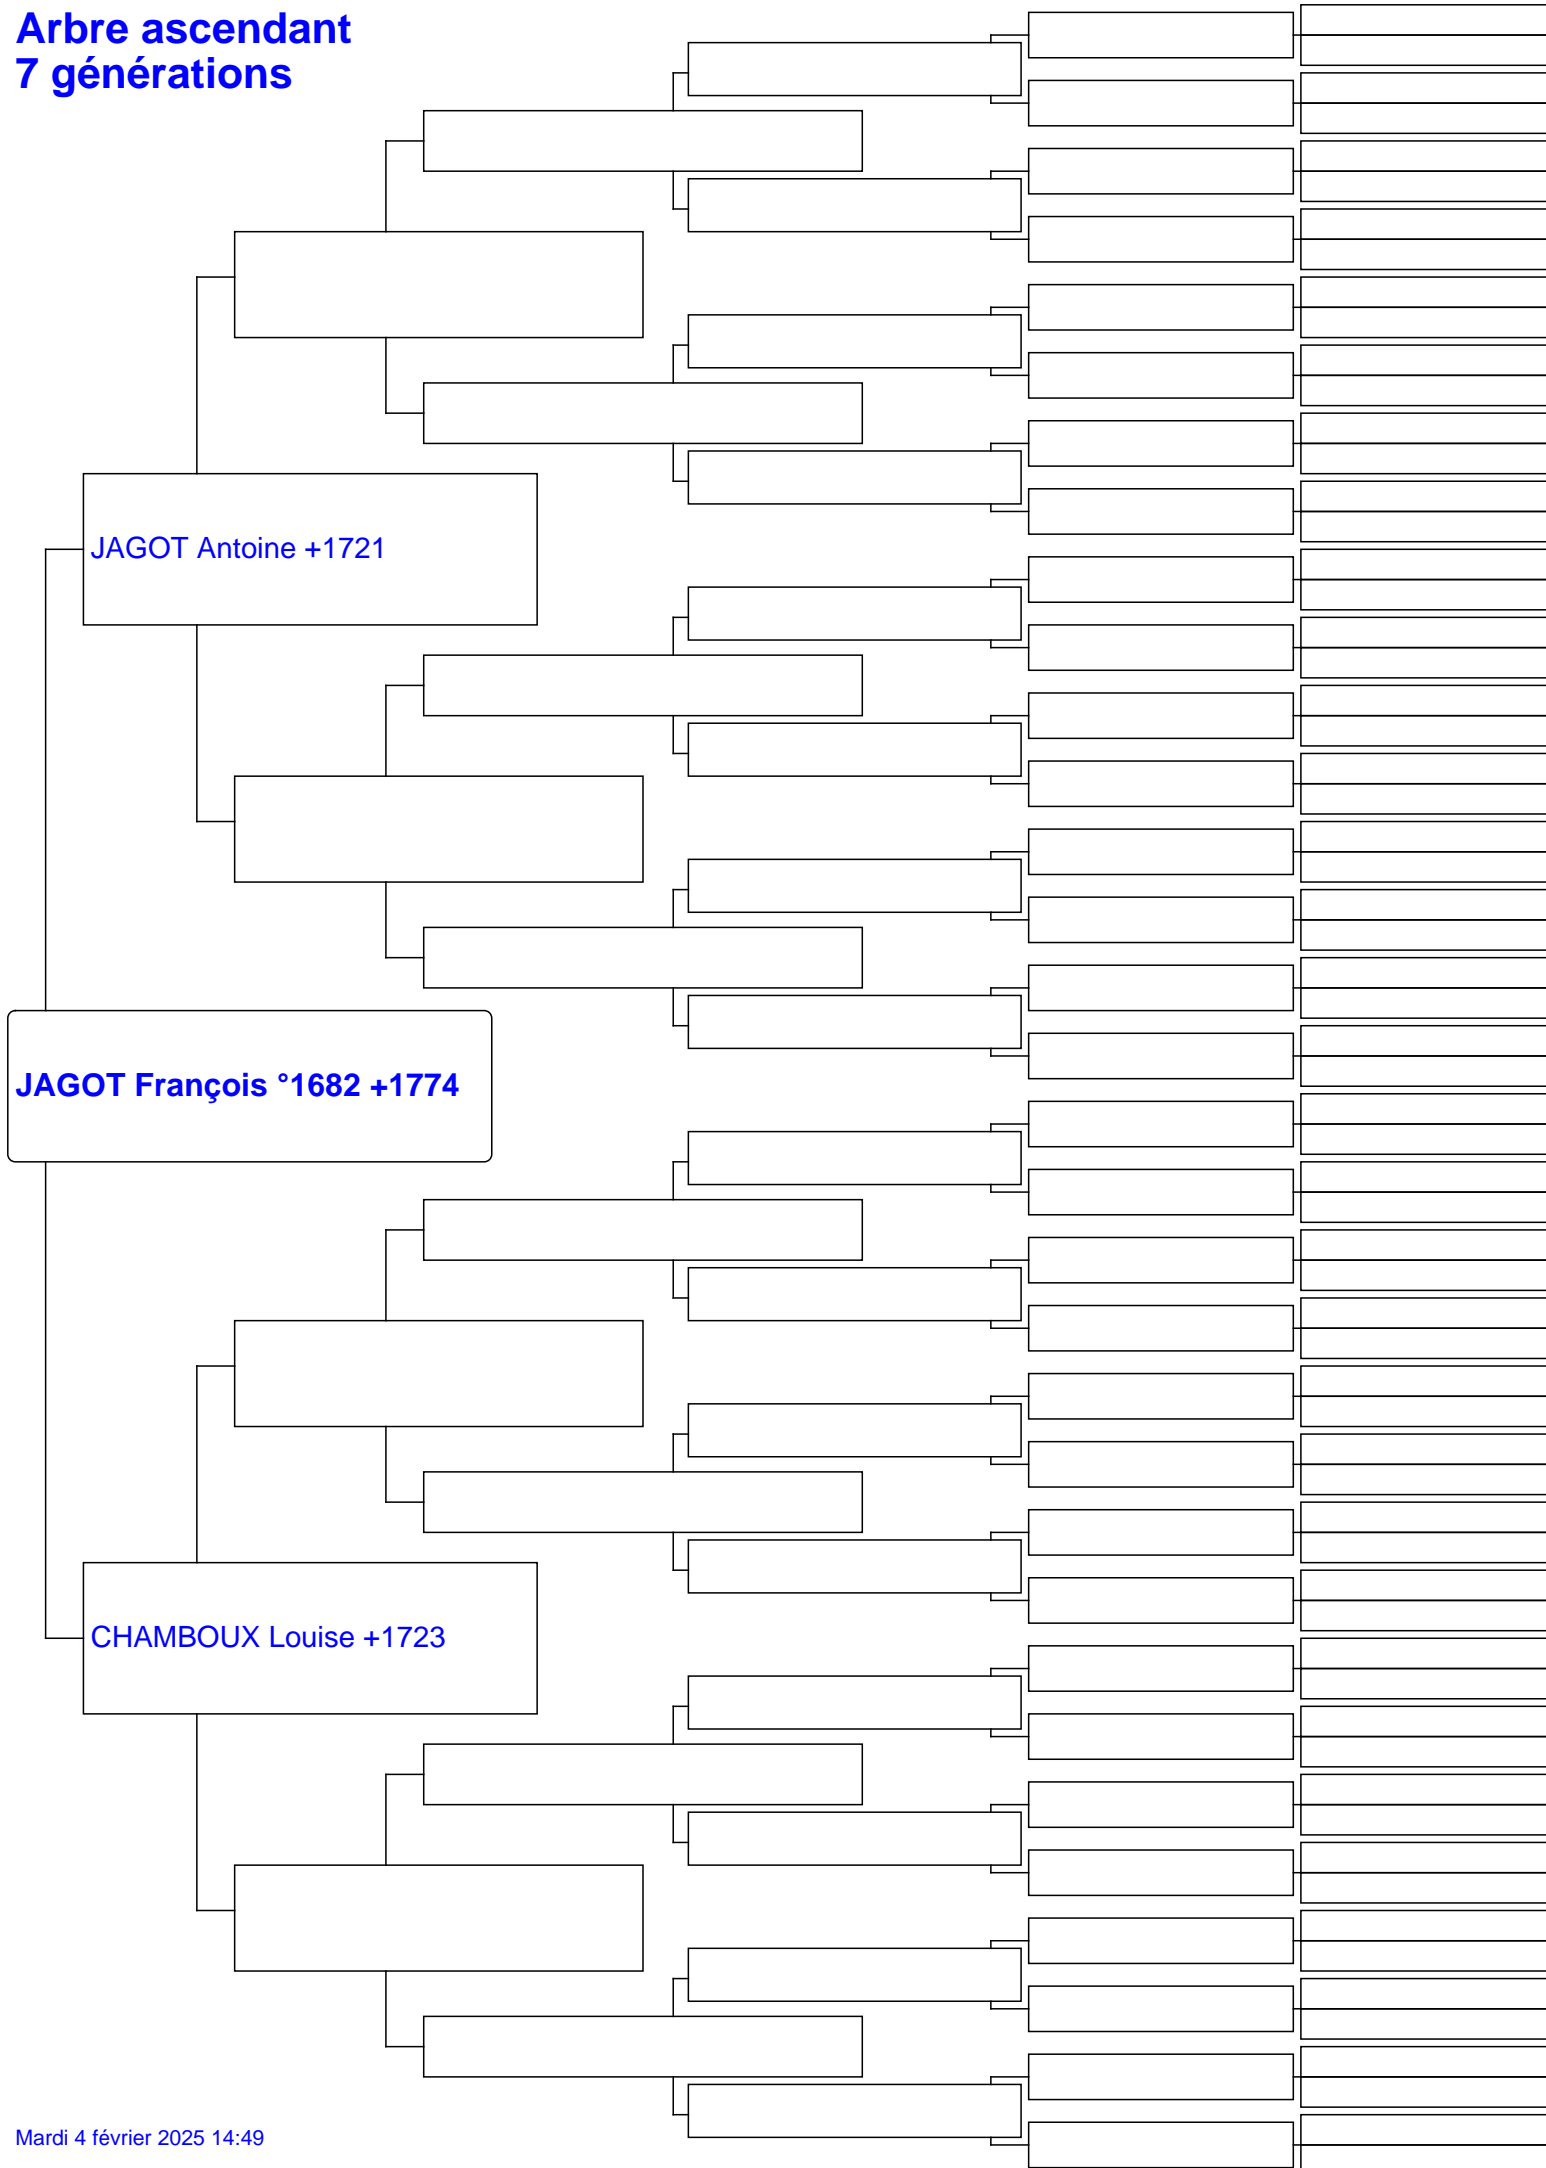 Arbre ascendant
7 générations
JAGOT Antoine +1721
JAGOT François °1682 +1774
CHAMBOUX Louise +1723
Mardi 4 février 2025 14:49